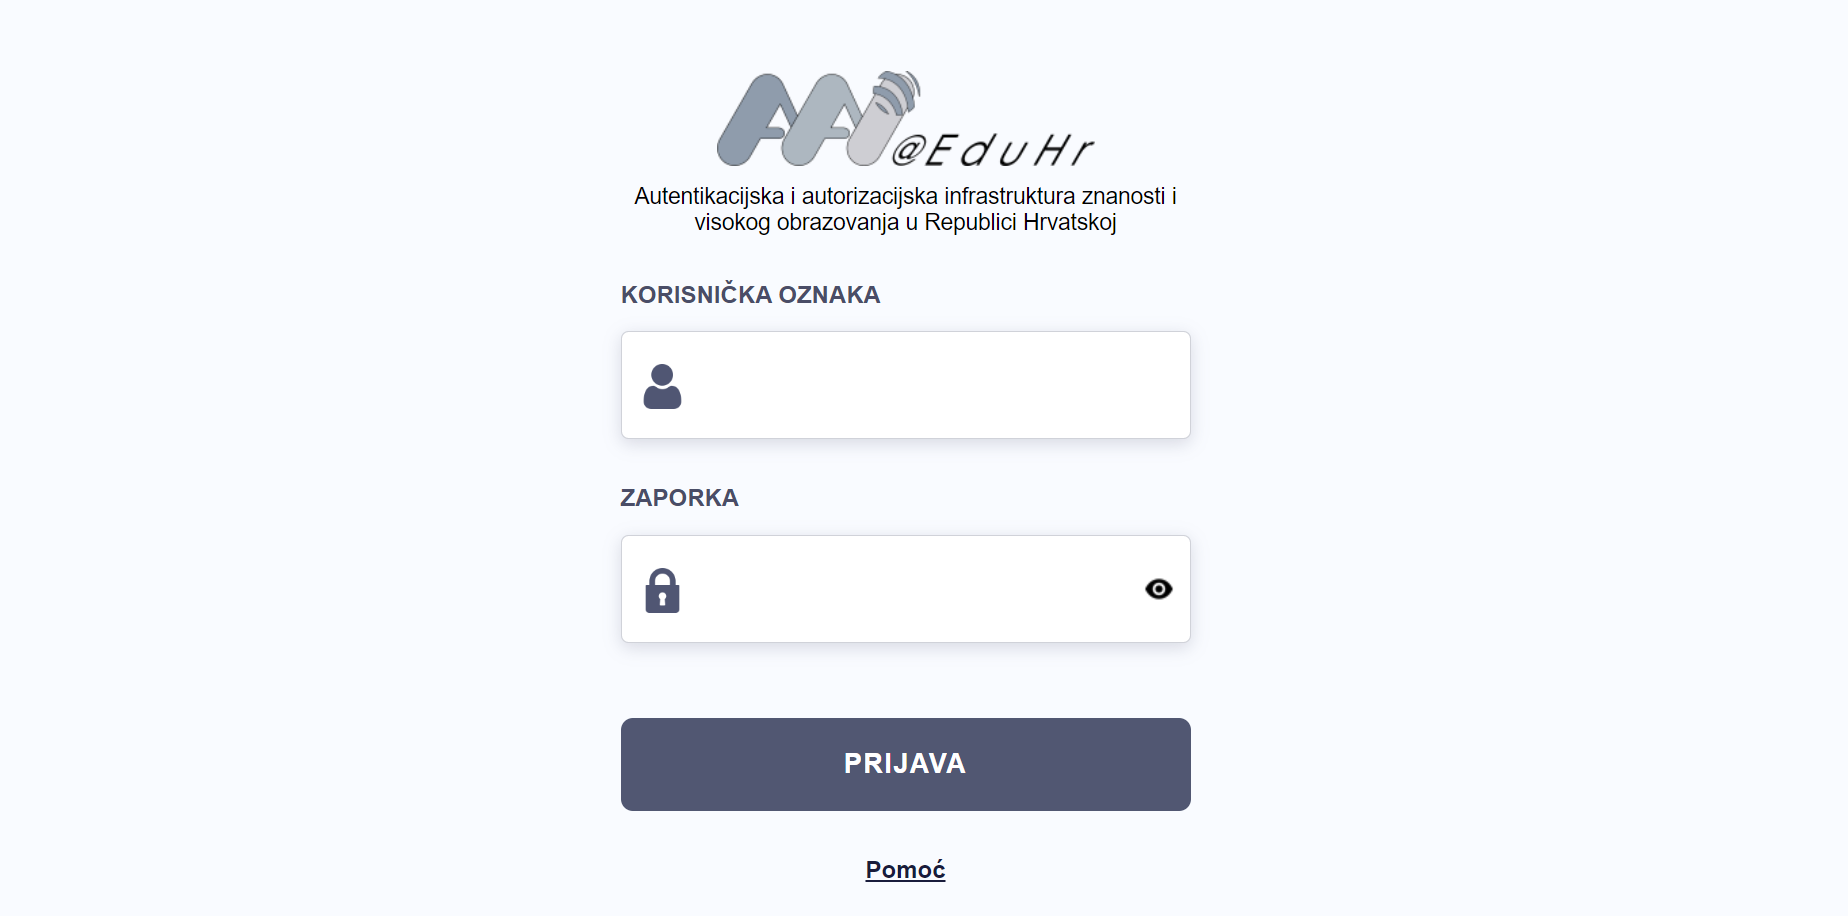 AAI@EduHr
Autentikacijska i autorizacijska infrastruktura znanosti i
visokog obrazovanja u Republici Hrvatskoj
KORISNIČKA OZNAKA
ZAPORKA
PRIJAVA
Pomoć